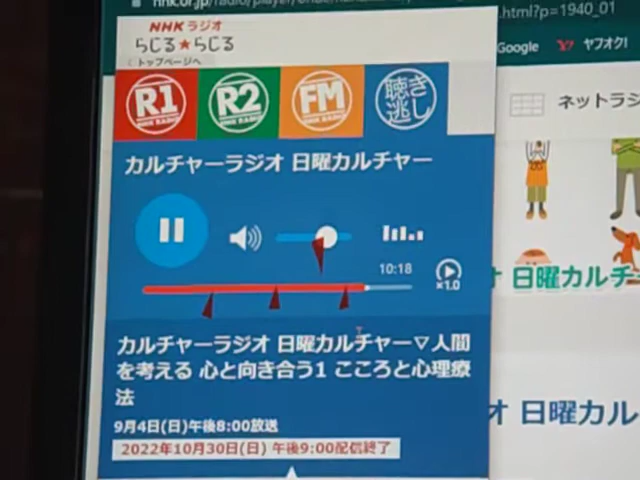 .html?p=1940_01
NHKラジオ
らじる★らじる
トップページへ
Google
ヤフオク!
R1
NHK RADIO
R2
NHK RADIO
FM
NHK RADIO
聴き
逃し
ネットラジ
カルチャーラジオ 日曜カルチャー
10:18
×1.0
日曜カルチ
カルチャーラジオ 日曜カルチャー▽人間
を考える 心と向き合う1 こころと心理療
法
オ 日曜カル
9月4日(日)午後8:00放送
2022年10月30日(日) 午後9:00配信終了